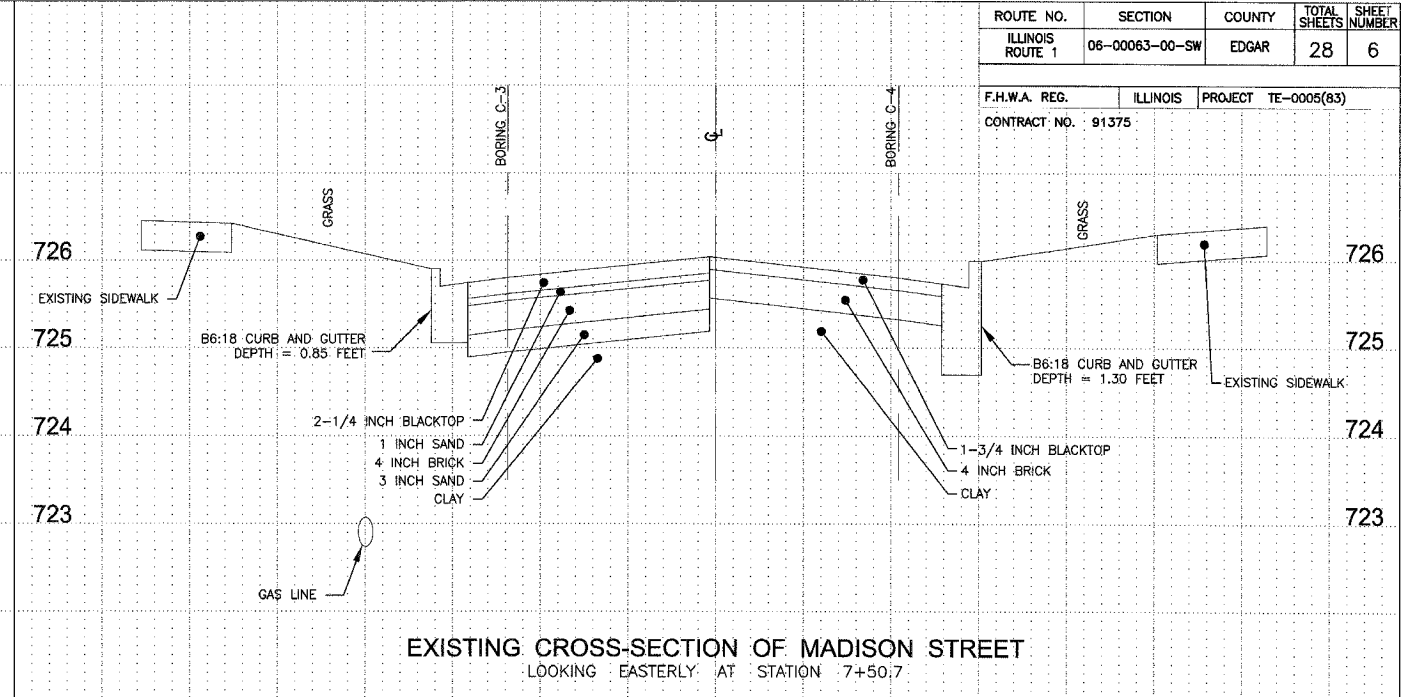 ROUTE NO. SECTION COUNTY TOTAL SHEETS SHEET NUMBER
ILLINOIS ROUTE 1 06-00063-00-SW EDGAR 28 6
F.H.W.A. REG. ILLINOIS PROJECT TE-0005(83)
CONTRACT NO. 91375
BORING C-3
CL
BORING C-4
GRASS
GRASS
726
726
EXISTING SIDEWALK
725
725
B6:18 CURB AND GUTTER
DEPTH = 0.85 FEET
B6:18 CURB AND GUTTER
DEPTH = 1.30 FEET
EXISTING SIDEWALK
724
724
2-1/4 INCH BLACKTOP
1 INCH SAND
4 INCH BRICK
3 INCH SAND
CLAY
1-3/4 INCH BLACKTOP
4 INCH BRICK
CLAY
723
723
GAS LINE
EXISTING CROSS-SECTION OF MADISON STREET
LOOKING EASTERLY AT STATION 7+50.7